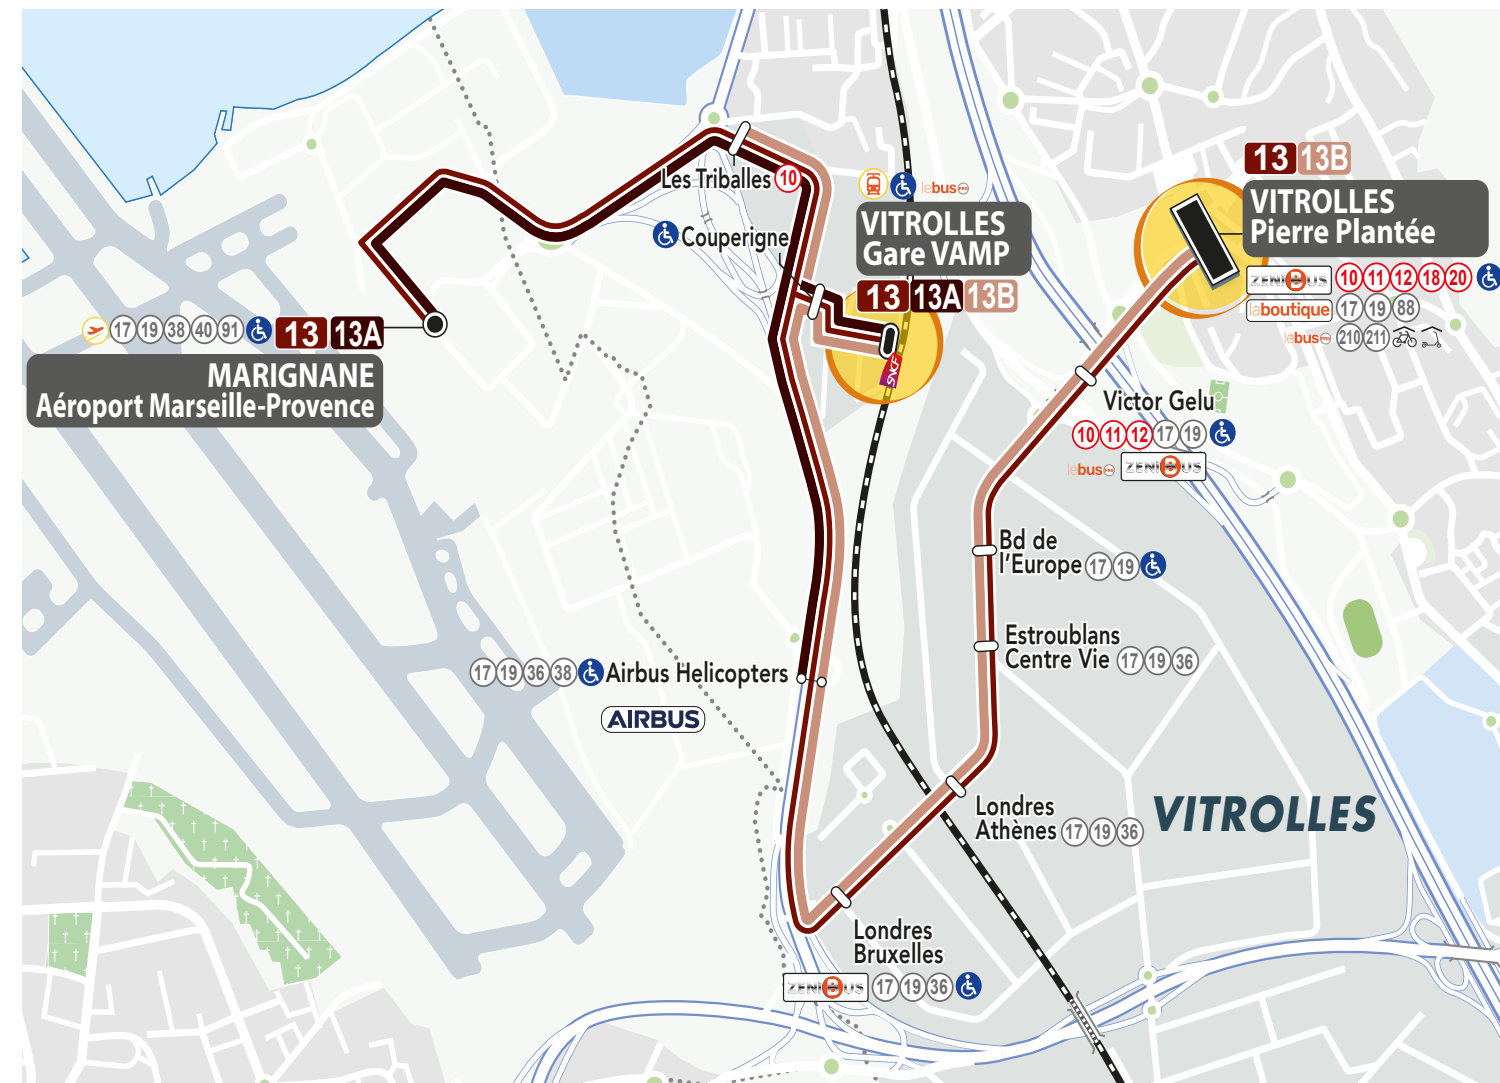 Les Triballes 10
lebus PRO
Couperigne
VITROLLES
Gare VAMP
13 13A 13B
SNCF
13 13B
VITROLLES
Pierre Plantée
ZENIBUS 10 11 12 18 20
laboutique 17 19 88
lebus PRO 210 211
17 19 38 40 91 13 13A
MARIGNANE
Aéroport Marseille-Provence
Victor Gelu
10 11 12 17 19
lebus PRO ZENIBUS
Bd de
l'Europe 17 19
Estroublans
Centre Vie 17 19 36
17 19 36 38 Airbus Helicopters
AIRBUS
Londres
Athènes 17 19 36
VITROLLES
Londres
Bruxelles
ZENIBUS 17 19 36